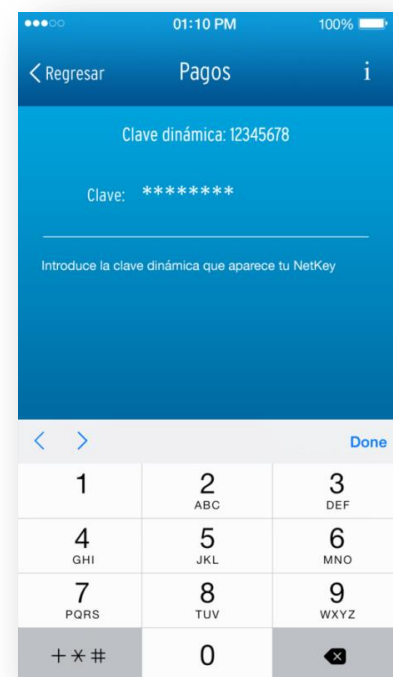 01:10 PM 100%
Regresar Pagos i
Clave dinámica: 12345678
Clave: ********
Introduce la clave dinámica que aparece tu NetKey
Done
1 2 3
ABC DEF
4 5 6
GHI JKL MNO
7 8 9
PQRS TUV WXYZ
+*# 0